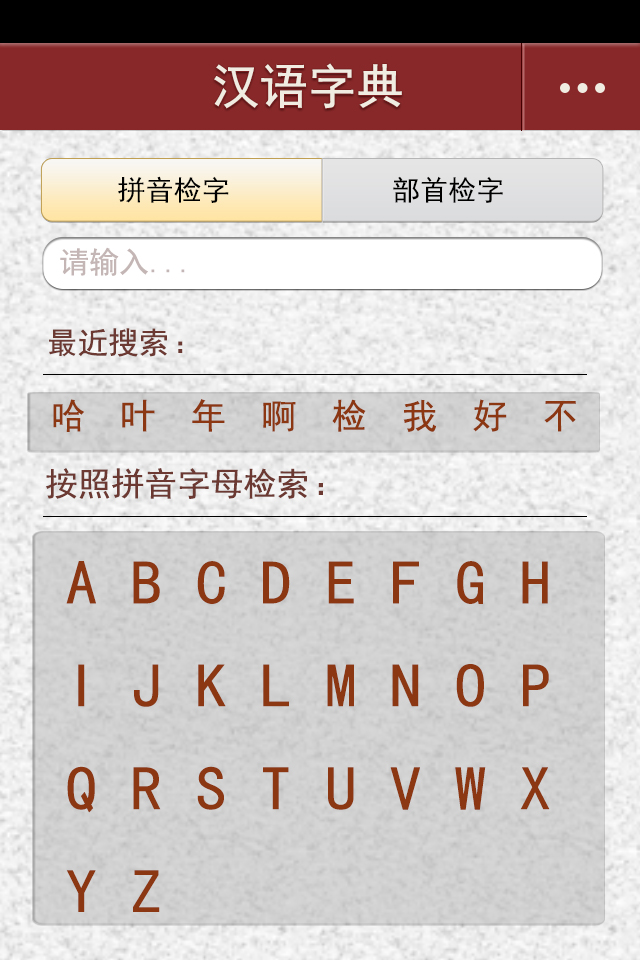 汉语字典 •••
拼音检字 部首检字
请输入...
最近搜索：
哈 叶 年 啊 检 我 好 不
按照拼音字母检索：
A B C D E F G H
I J K L M N O P
Q R S T U V W X
Y Z